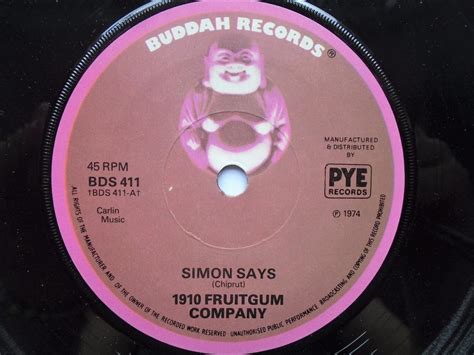 BUDDAH RECORDS®
MANUFACTURED
& DISTRIBUTED
BY
PYE
RECORDS
℗ 1974
45 RPM
BDS 411
↑BDS 411-A↑
Carlin
Music
SIMON SAYS
(Chiprut)
1910 FRUITGUM
COMPANY
ALL RIGHTS OF THE MANUFACTURER AND OF THE OWNER OF THE RECORDED WORK RESERVED UNAUTHORISED PUBLIC PERFORMANCE BROADCASTING AND COPYING OF THIS RECORD PROHIBITED